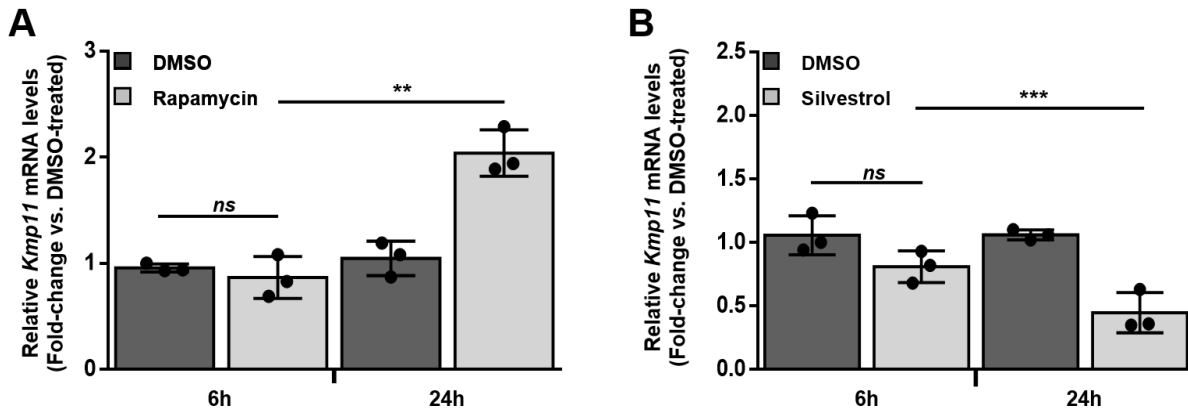 A
Relative Kmp11 mRNA levels
(Fold-change vs. DMSO-treated)
3
2
1
0
DMSO
Rapamycin
**
ns
6h
24h
B
Relative Kmp11 mRNA levels
(Fold-change vs. DMSO-treated)
2.5
2.0
1.5
1.0
0.5
0.0
DMSO
Silvestrol
***
ns
6h
24h